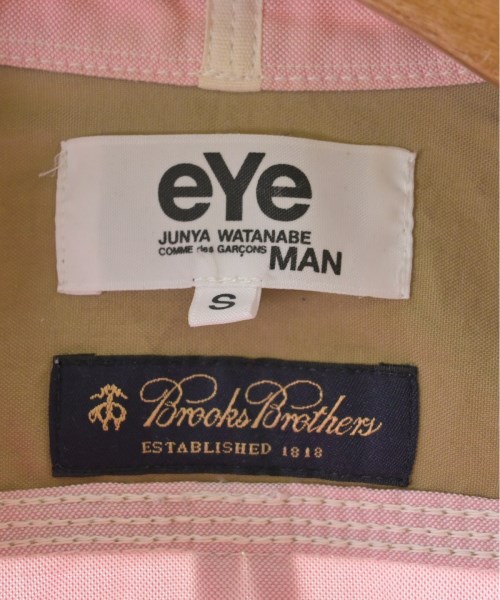 eYe
JUNYA WATANABE
COMME des GARÇONS MAN
S
Brooks Brothers
ESTABLISHED 1818